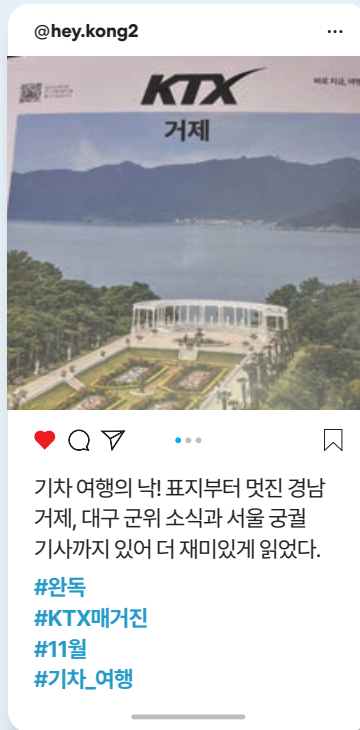 @hey.kong2
KTX
거제
기차 여행의 낙! 표지부터 멋진 경남
거제, 대구 군위 소식과 서울 궁궐
기사까지 있어 더 재미있게 읽었다.
#완독
#KTX매거진
#11월
#기차_여행